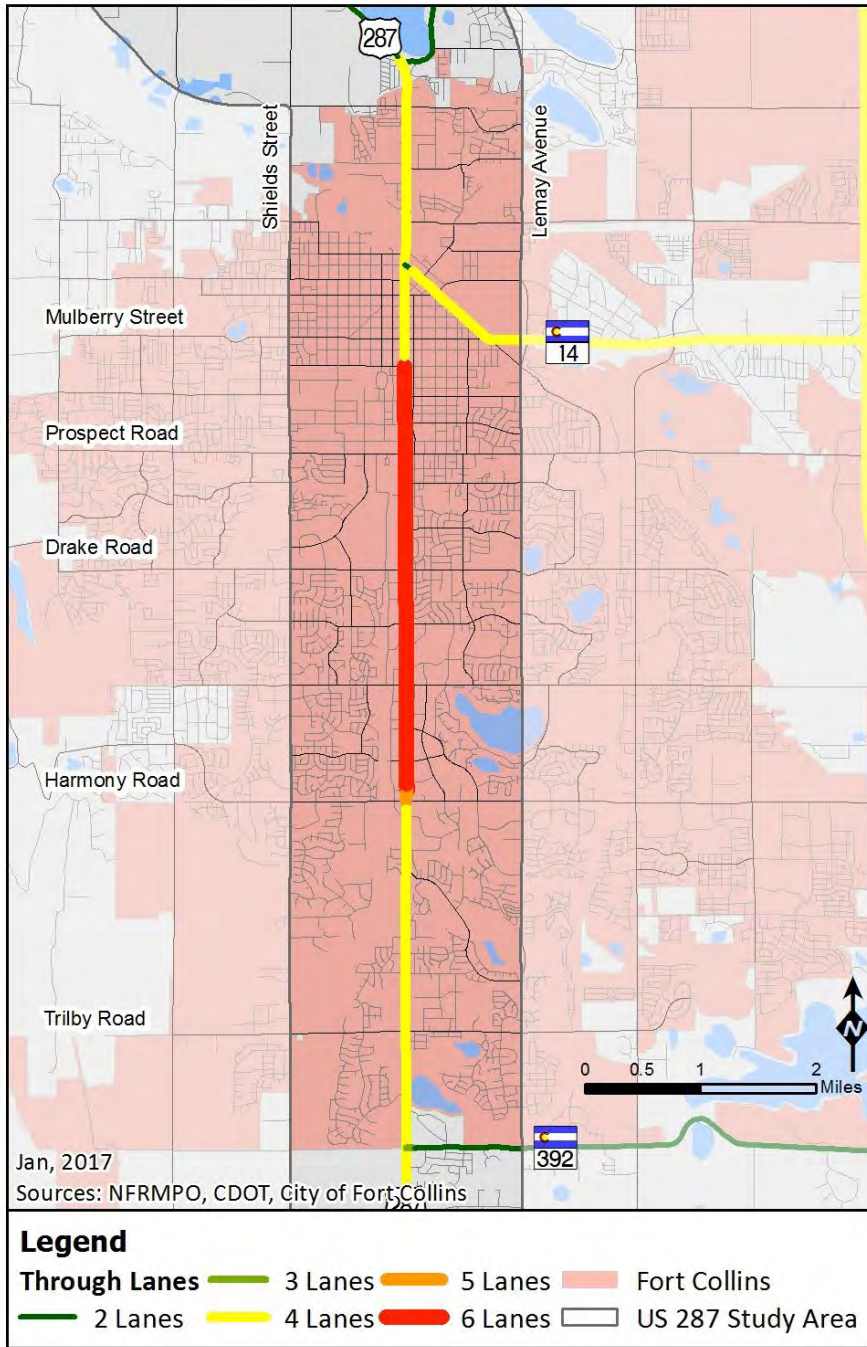 287
Shields Street
Lemay Avenue
Mulberry Street
14
Prospect Road
Drake Road
Harmony Road
Trilby Road
N
0 0.5 1 2
Miles
392
Jan, 2017
Sources: NFRMPO, CDOT, City of Fort Collins
287
Legend
Through Lanes 3 Lanes 5 Lanes Fort Collins
2 Lanes 4 Lanes 6 Lanes US 287 Study Area